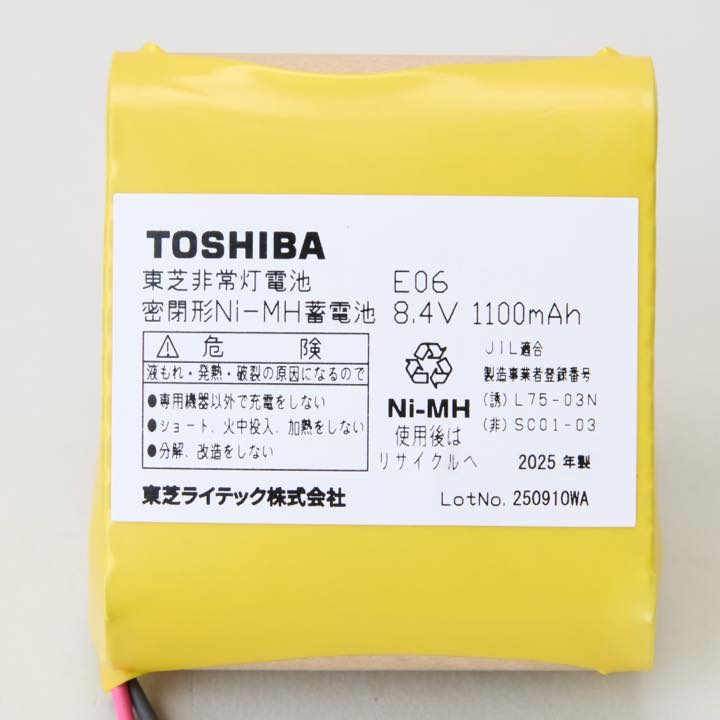 TOSHIBA
東芝非常灯電池 E06
密閉形Ni-MH蓄電池 8.4V 1100mAh
危 険
液もれ・発熱・破裂の原因になるので
●専用機器以外で充電をしない
●ショート、火中投入、加熱をしない
●分解、改造をしない
Ni-MH
使用後は
リサイクルへ
JIL適合
製造事業者登録番号
(誘)L75-03N
(非)SC01-03
2025年製
東芝ライテック株式会社
LotNo. 250910WA